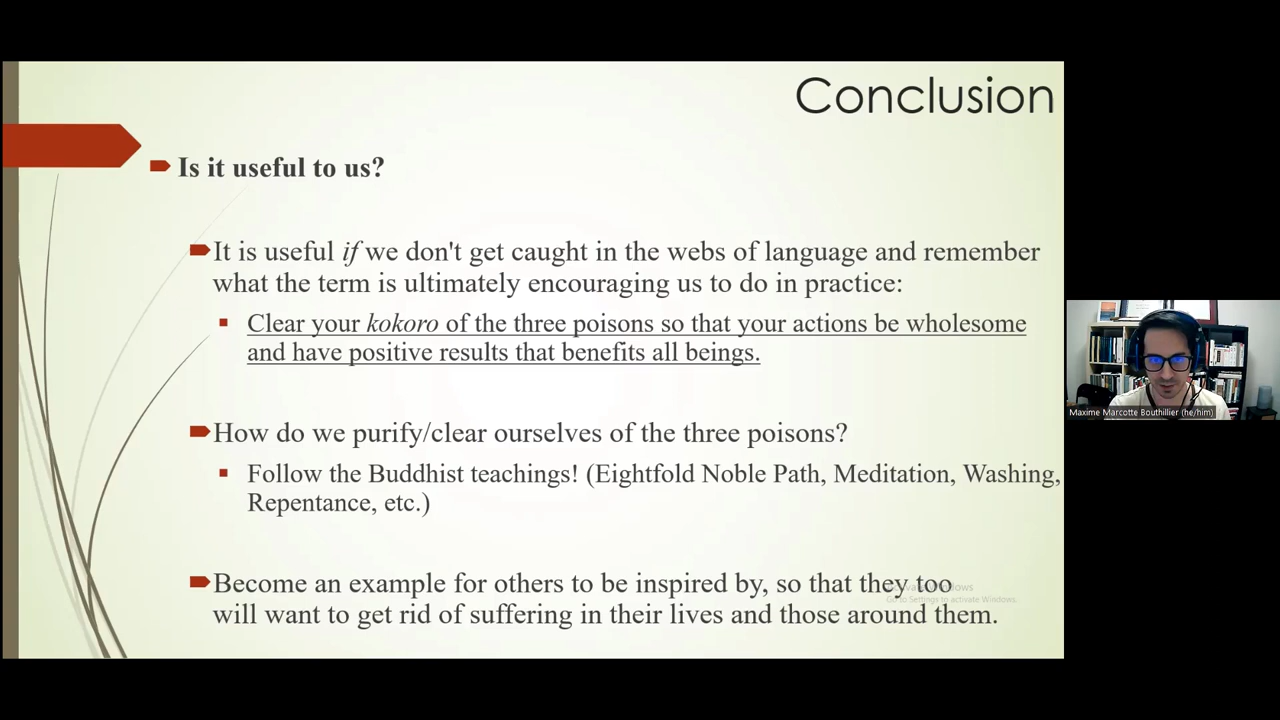 Conclusion
Is it useful to us?
It is useful if we don't get caught in the webs of language and remember
what the term is ultimately encouraging us to do in practice:
Clear your kokoro of the three poisons so that your actions be wholesome
and have positive results that benefits all beings.
How do we purify/clear ourselves of the three poisons?
Follow the Buddhist teachings! (Eightfold Noble Path, Meditation, Washing,
Repentance, etc.)
Become an example for others to be inspired by, so that they too
will want to get rid of suffering in their lives and those around them.
Go to Settings to activate Windows.
Maxime Marcotte Bouthillier (he/him)